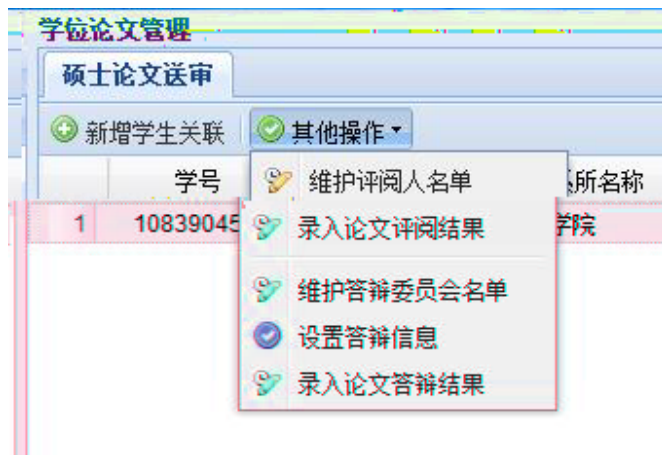 学位论文管理
硕士论文送审
新增学生关联 其他操作
学号 所名称
1 10839045 学院
维护评阅人名单
录入论文评阅结果
维护答辩委员会名单
设置答辩信息
录入论文答辩结果